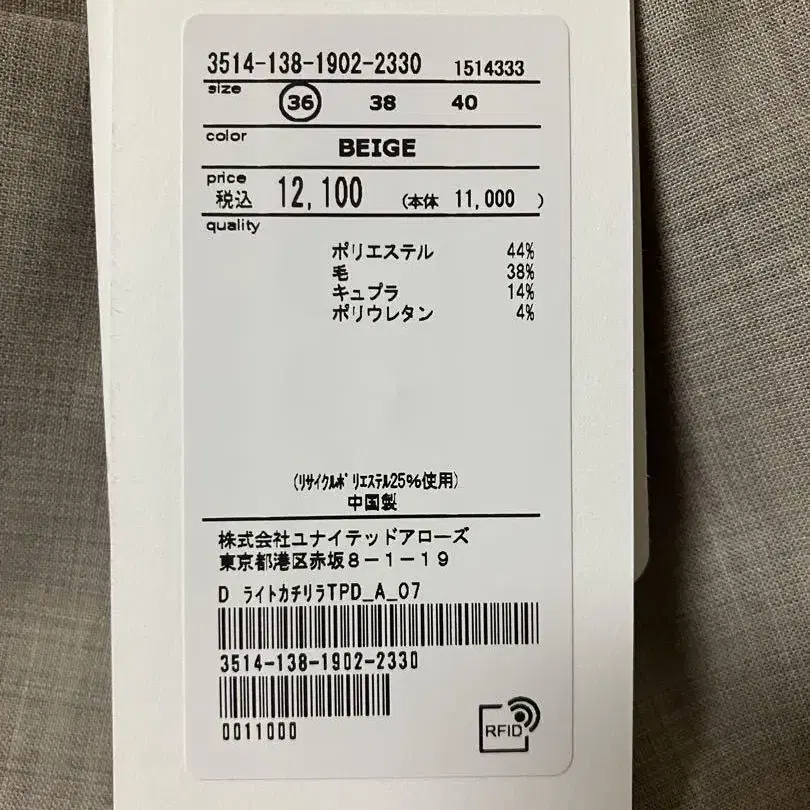 3514-138-1902-2330 1514333
size
36 38 40
color
BEIGE
price
税込 12,100 (本体 11,000 )
quality
ポリエステル 44%
毛 38%
キュプラ 14%
ポリウレタン 4%
(リサイクルポリエステル25%使用)
中国製
株式会社ユナイテッドアローズ
東京都港区赤坂8-1-19
D ライトカチリラTPD_A_07
3514-138-1902-2330
0011000
RFID